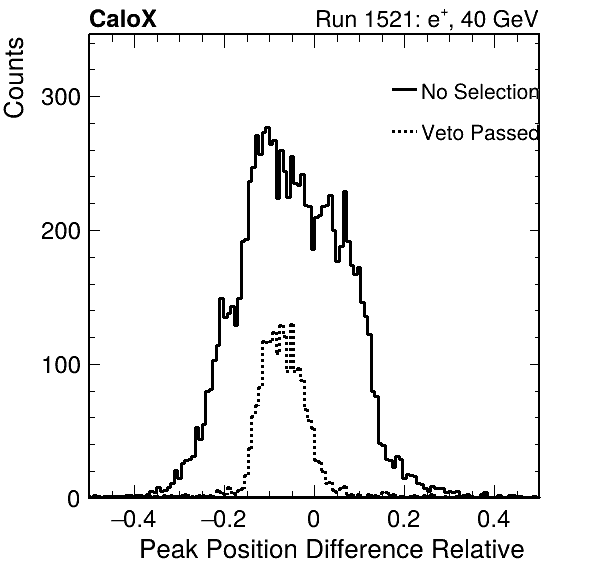 CaloX Run 1521: e+, 40 GeV
Counts
300
200
100
0
No Selection
Veto Passed
−0.4 −0.2 0 0.2 0.4
Peak Position Difference Relative